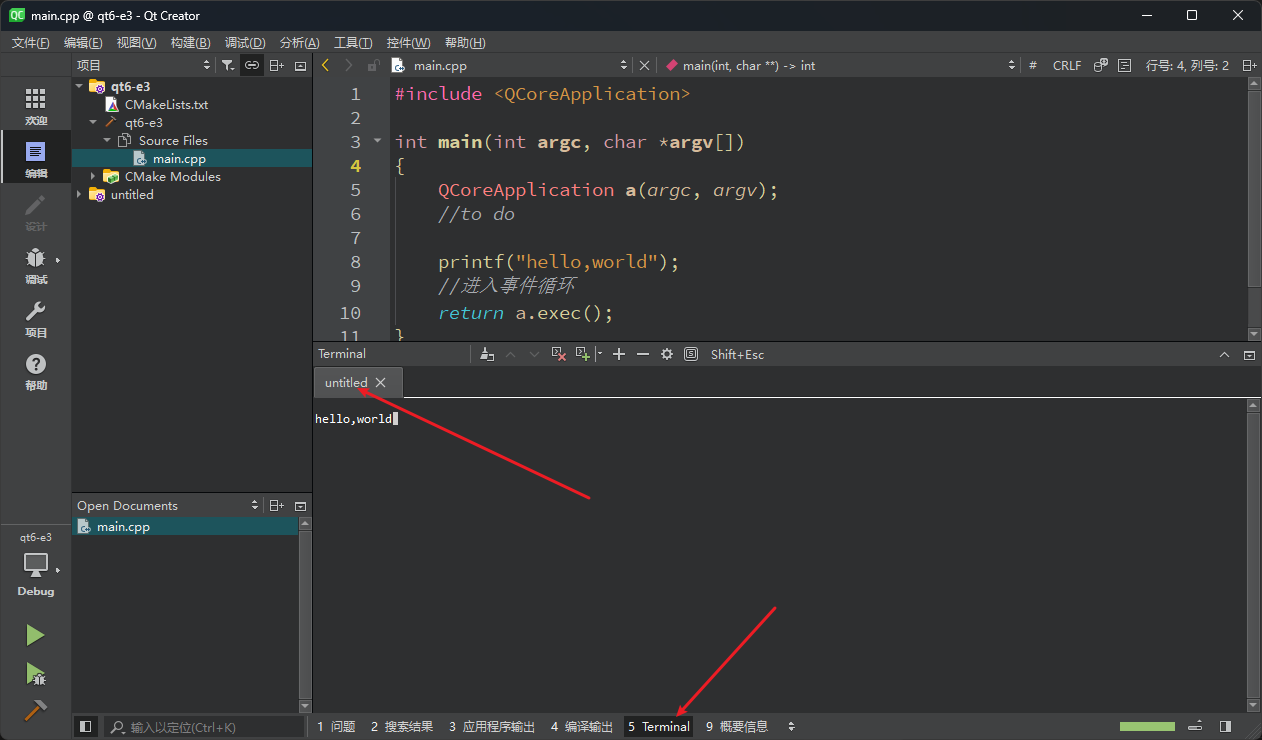 QC main.cpp @ qt6-e3 - Qt Creator
文件(F) 编辑(E) 视图(V) 构建(B) 调试(D) 分析(A) 工具(T) 控件(W) 帮助(H)
项目
main.cpp
main(int, char **) -> int
# CRLF 行号: 4, 列号: 2
欢迎
编辑
设计
调试
项目
帮助
qt6-e3
CMakeLists.txt
qt6-e3
Source Files
main.cpp
CMake Modules
untitled
1 #include <QCoreApplication>
2
3 int main(int argc, char *argv[])
4 {
5 QCoreApplication a(argc, argv);
6 //to do
7
8 printf("hello,world");
9 //进入事件循环
10 return a.exec();
11 }
Terminal Shift+Esc
untitled
hello,world
Open Documents
main.cpp
qt6-e3
Debug
输入以定位(Ctrl+K)
1 问题 2 搜索结果 3 应用程序输出 4 编译输出 5 Terminal 9 概要信息